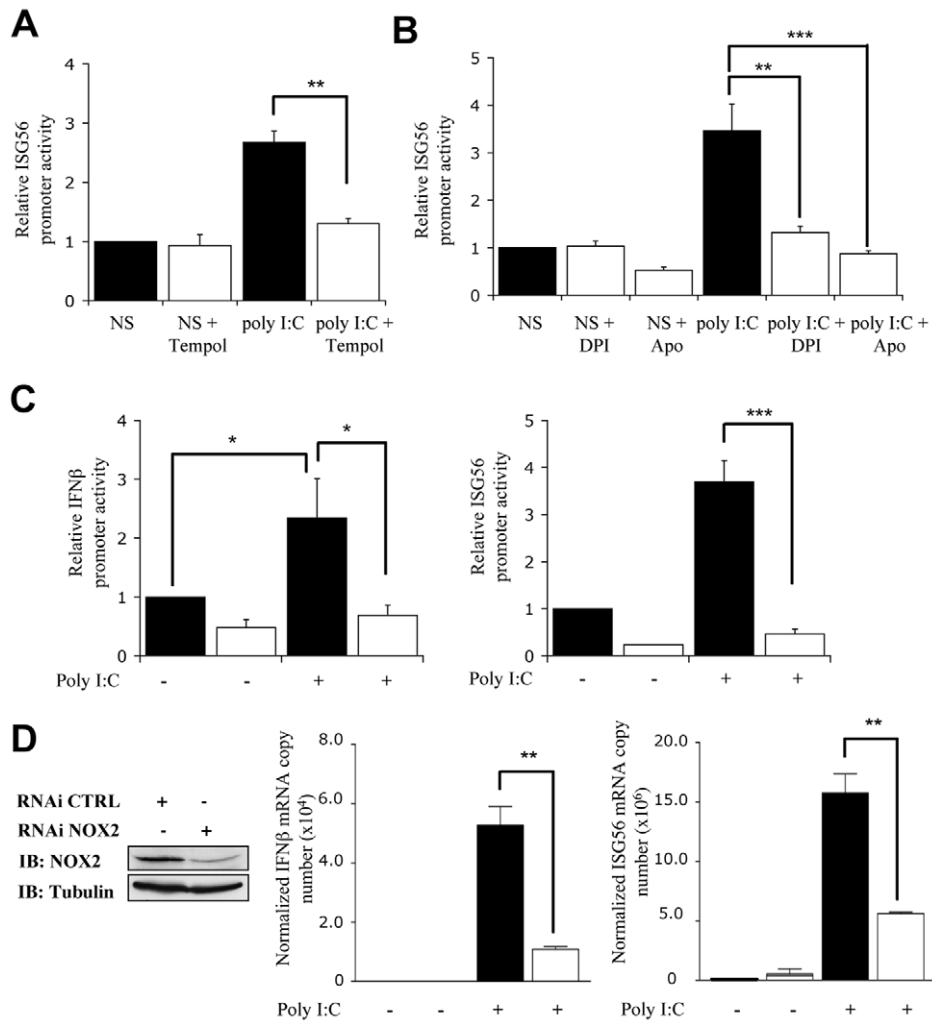 A
Relative ISG56
promoter activity
4
3
2
1
0
**
NS
NS +
Tempol
poly I:C
poly I:C +
Tempol
B
Relative ISG56
promoter activity
5
4
3
2
1
0
***
**
NS
NS +
DPI
NS +
Apo
poly I:C
poly I:C +
DPI
poly I:C +
Apo
C
Relative IFNβ
promoter activity
4
3
2
1
0
*
*
Poly I:C - - + +
Relative ISG56
promoter activity
5
4
3
2
1
0
***
Poly I:C - - + +
D
RNAi CTRL + -
RNAi NOX2 - +
IB: NOX2
IB: Tubulin
Normalized IFNβ mRNA copy
number (x10⁴)
8.0
6.0
4.0
2.0
0
**
Poly I:C - - + +
Normalized ISG56 mRNA copy
number (x10⁶)
20.0
15.0
10.0
5.0
0
**
Poly I:C - - + +